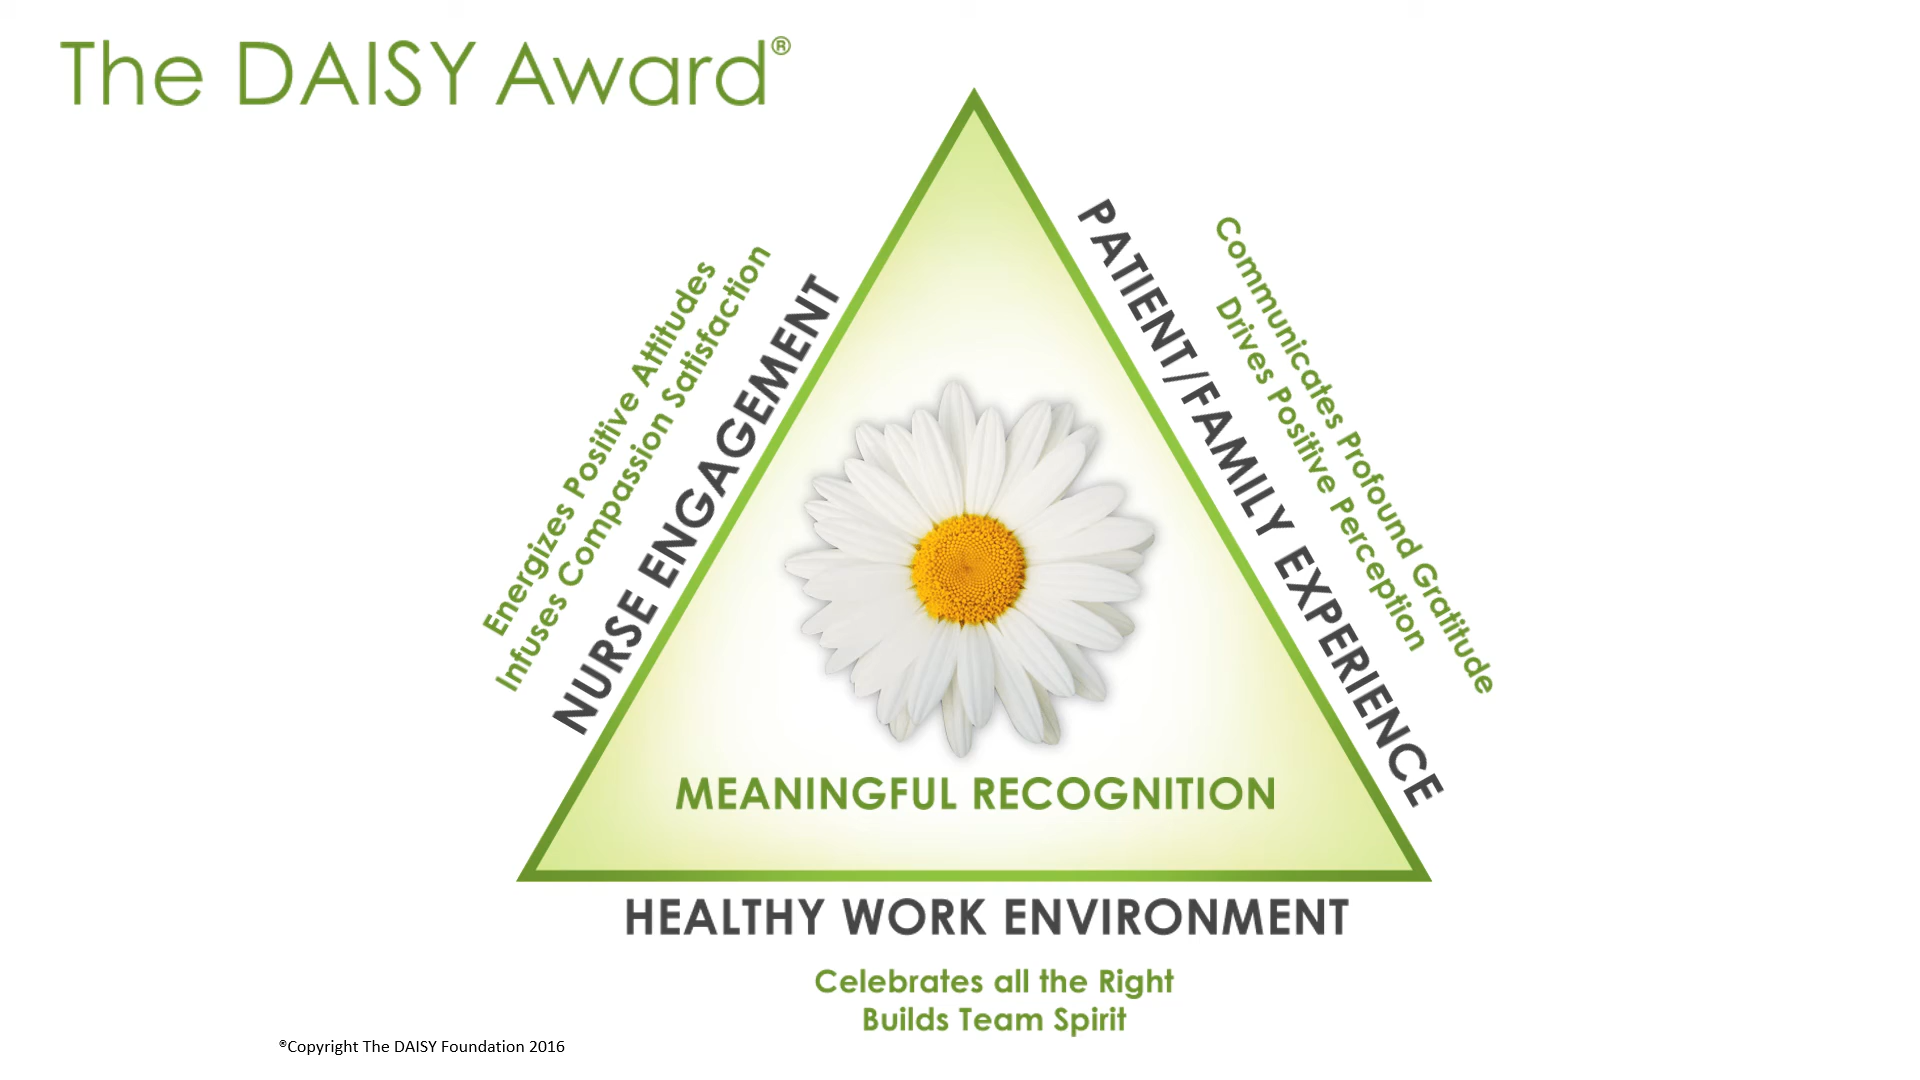 The DAISY Award®
Energizes Positive Attitudes
Infuses Compassion Satisfaction
NURSE ENGAGEMENT
PATIENT/FAMILY EXPERIENCE
Communicates Profound Gratitude
Drives Positive Perception
MEANINGFUL RECOGNITION
HEALTHY WORK ENVIRONMENT
Celebrates all the Right
Builds Team Spirit
®Copyright The DAISY Foundation 2016